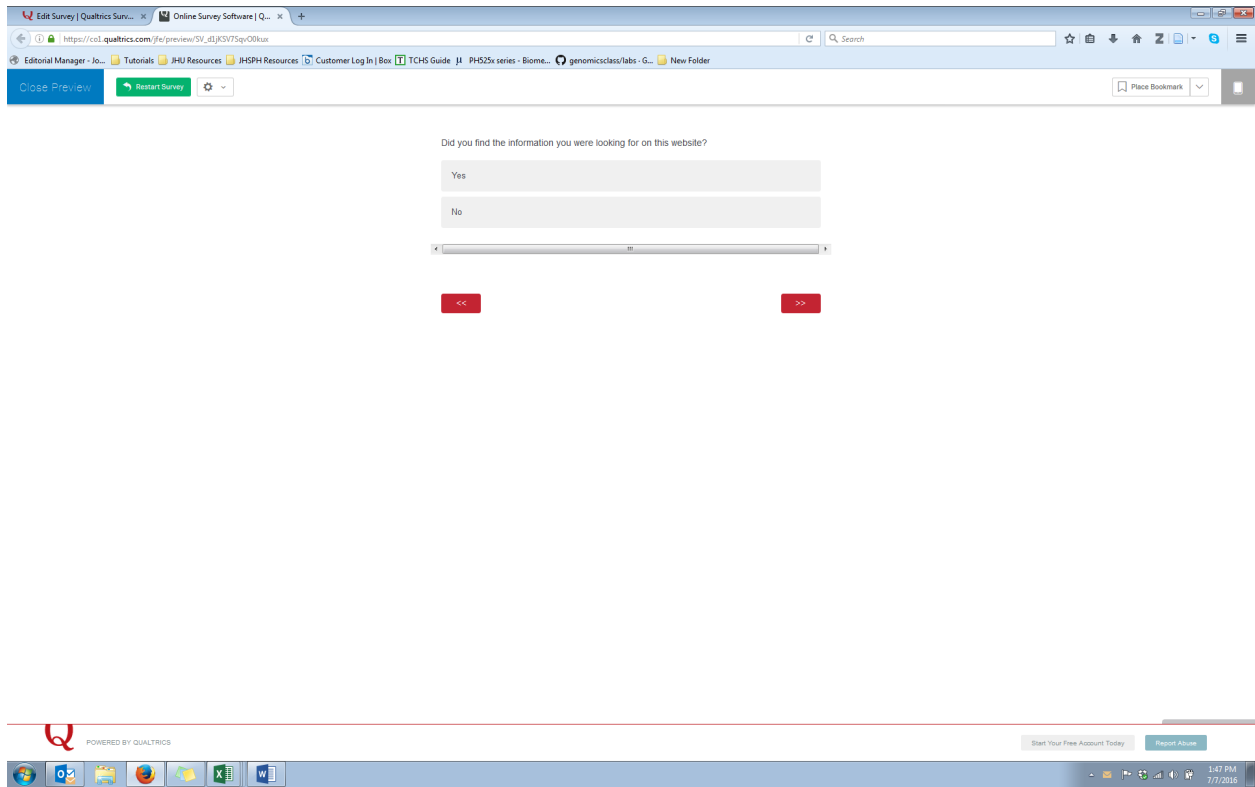 Edit Survey | Qualtrics Surv... × Online Survey Software | Q... × +
https://co1.qualtrics.com/jfe/preview/ Search
Editorial Manager - Jo... Tutorials JHU Resources JHSPH Resources b Customer Log In | Box T TCHS Guide μ PH525x series - Biome... genomicsclass/labs · G... New Folder
Close Preview Restart Survey Place Bookmark
Did you find the information you were looking for on this website?
Yes
No
<< >>
Q POWERED BY QUALTRICS Start Your Free Account Today Report Abuse
1:47 PM
7/7/2016